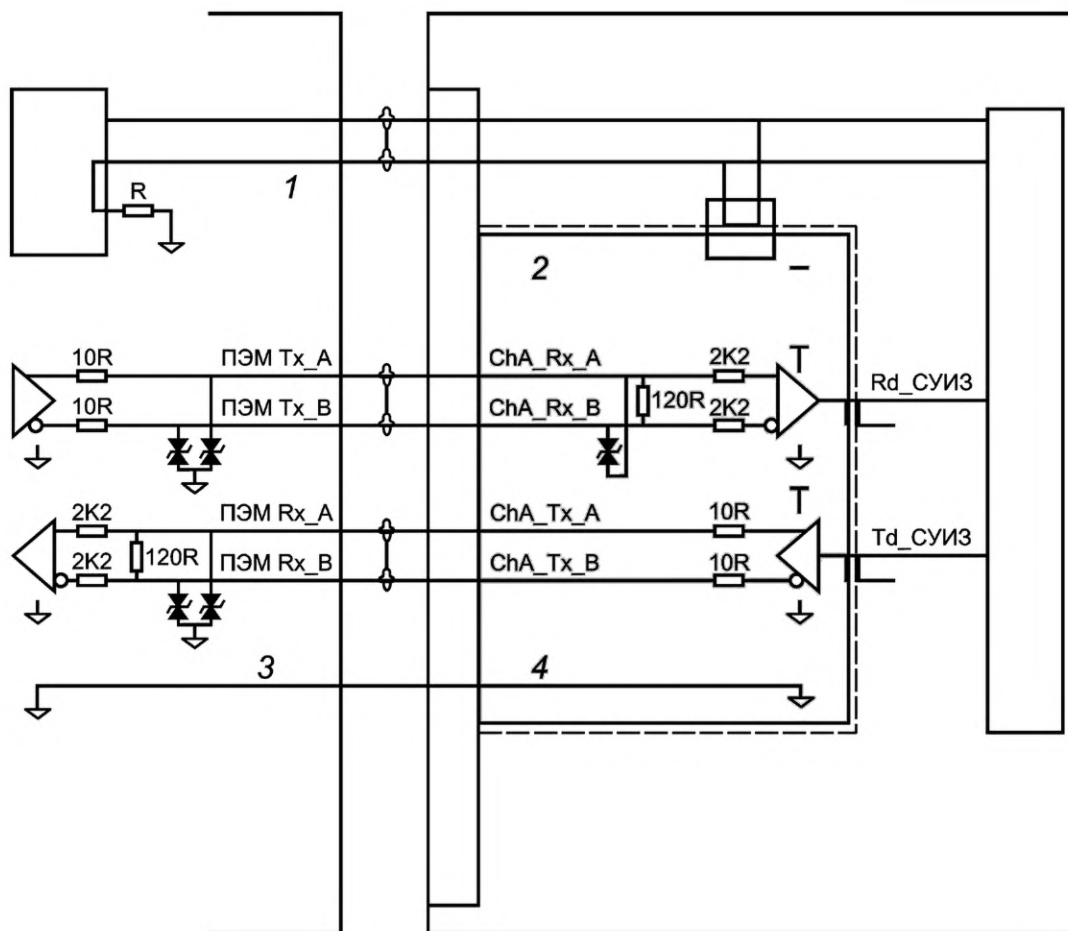 1
R
2
10R
ПЭМ Tx_A
ChA_Rx_A
2K2
10R
ПЭМ Tx_B
ChA_Rx_B
120R
2K2
Rd_СУИЗ
2K2
ПЭМ Rx_A
ChA_Tx_A
10R
2K2
120R
ПЭМ Rx_B
ChA_Tx_B
10R
Td_СУИЗ
3
4